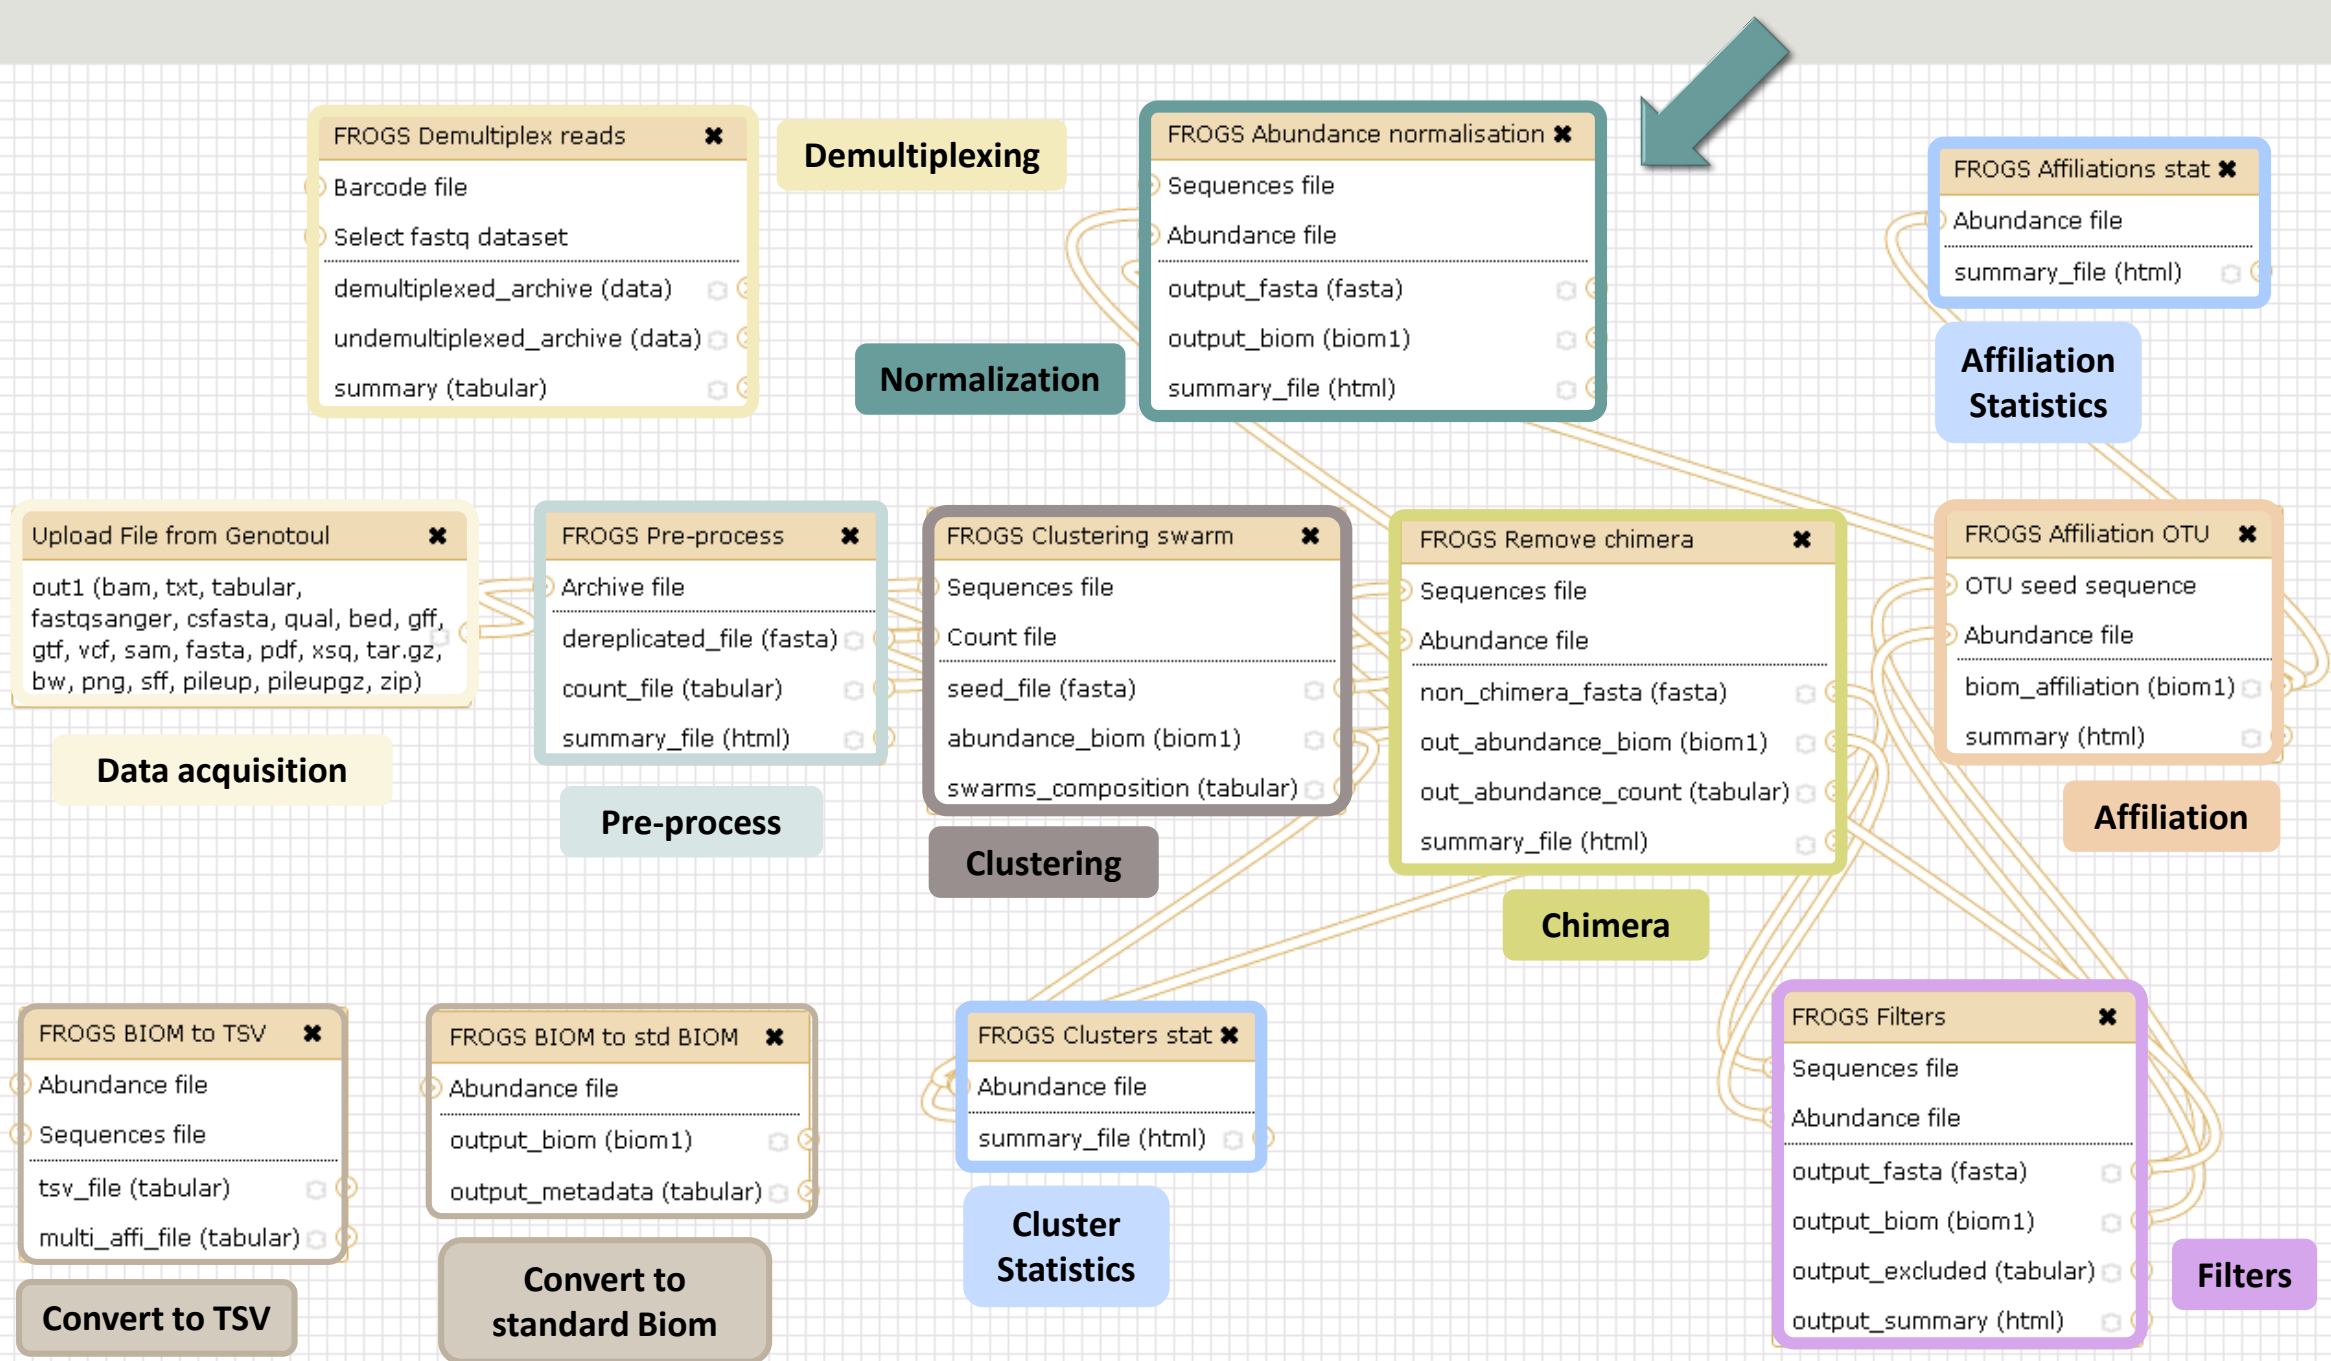 FROGS Demultiplex reads ✖
Barcode file
Select fastq dataset
demultiplexed_archive (data)
undemultiplexed_archive (data)
summary (tabular)
Demultiplexing
FROGS Abundance normalisation ✖
Sequences file
Abundance file
output_fasta (fasta)
output_biom (biom1)
summary_file (html)
Normalization
FROGS Affiliations stat ✖
Abundance file
summary_file (html)
Affiliation
Statistics
Upload File from Genotoul ✖
out1 (bam, txt, tabular,
fastqsanger, csfasta, qual, bed, gff,
gtf, vcf, sam, fasta, pdf, xsq, tar.gz,
bw, png, sff, pileup, pileupgz, zip)
Data acquisition
FROGS Pre-process ✖
Archive file
dereplicated_file (fasta)
count_file (tabular)
summary_file (html)
Pre-process
FROGS Clustering swarm ✖
Sequences file
Count file
seed_file (fasta)
abundance_biom (biom1)
swarms_composition (tabular)
Clustering
FROGS Remove chimera ✖
Sequences file
Abundance file
non_chimera_fasta (fasta)
out_abundance_biom (biom1)
out_abundance_count (tabular)
summary_file (html)
Chimera
FROGS Affiliation OTU ✖
OTU seed sequence
Abundance file
biom_affiliation (biom1)
summary (html)
Affiliation
FROGS BIOM to TSV ✖
Abundance file
Sequences file
tsv_file (tabular)
multi_affi_file (tabular)
Convert to TSV
FROGS BIOM to std BIOM ✖
Abundance file
output_biom (biom1)
output_metadata (tabular)
Convert to
standard Biom
FROGS Clusters stat ✖
Abundance file
summary_file (html)
Cluster
Statistics
FROGS Filters ✖
Sequences file
Abundance file
output_fasta (fasta)
output_biom (biom1)
output_excluded (tabular)
output_summary (html)
Filters